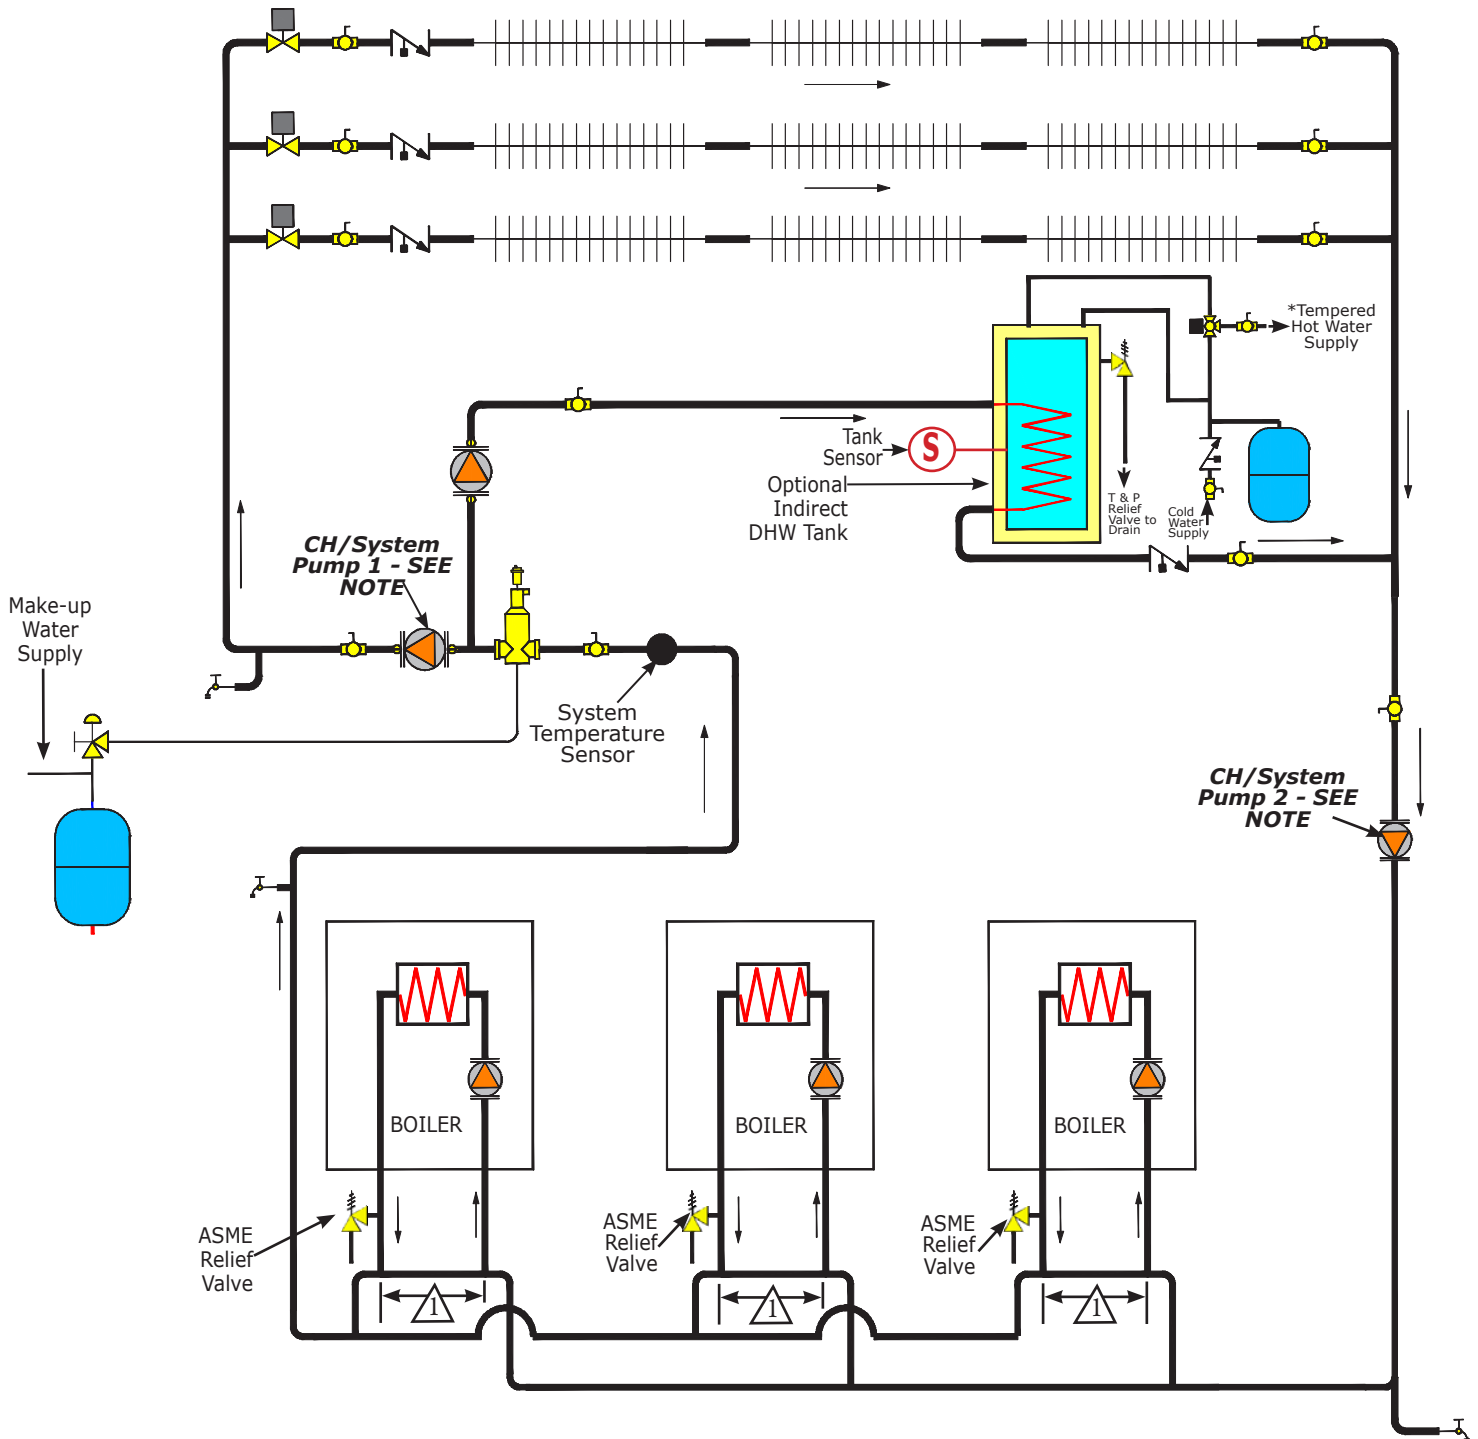 *Tempered
Hot Water
Supply
Tank
Sensor
S
Optional
Indirect
DHW Tank
T & P
Relief
Valve to
Drain
Cold
Water
Supply
CH/System
Pump 1 - SEE
NOTE
Make-up
Water
Supply
System
Temperature
Sensor
CH/System
Pump 2 - SEE
NOTE
BOILER
BOILER
BOILER
ASME
Relief
Valve
ASME
Relief
Valve
ASME
Relief
Valve
1
1
1